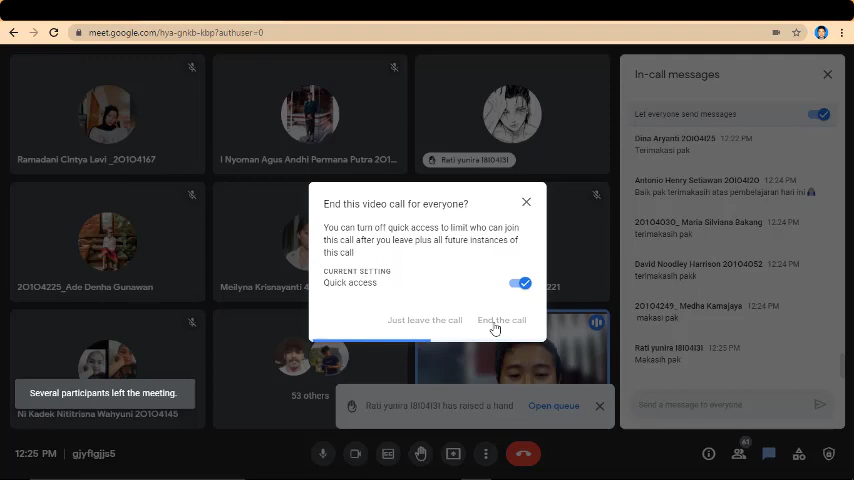 meet.google.com/hya-gnkb-kbp?authuser=0
Ramadani Cintya Levi _20104167
I Nyoman Agus Andhi Permana Putra 201...
Rati yunira 18104131
In-call messages
Let everyone send messages
Dina Aryanti 20104125 12:22 PM
Terimakasi pak
Antonio Henry Setiawan 20104120 12:24 PM
Baik pak terimakasih atas pembelajaran hari ini
20104030_ Maria Silviana Bakang 12:24 PM
terimakasih pak
David Noodley Harrison 20104052 12:24 PM
terimakasih pakk
20104249_ Medha Kamajaya 12:24 PM
makasi pak
Rati yunira 18104131 12:25 PM
Makasih pak
Send a message to everyone
End this video call for everyone?
You can turn off quick access to limit who can join
this call after you leave plus all future instances of
this call
CURRENT SETTING
Quick access
Just leave the call
End the call
20104225_Ade Denha Gunawan
Meilyna Krisnayanti 4
221
Several participants left the meeting.
Ni Kadek Nititrisna Wahyuni 20104145
53 others
Rati yunira 18104131 has raised a hand
Open queue
12:25 PM gjyflgjjs5
61